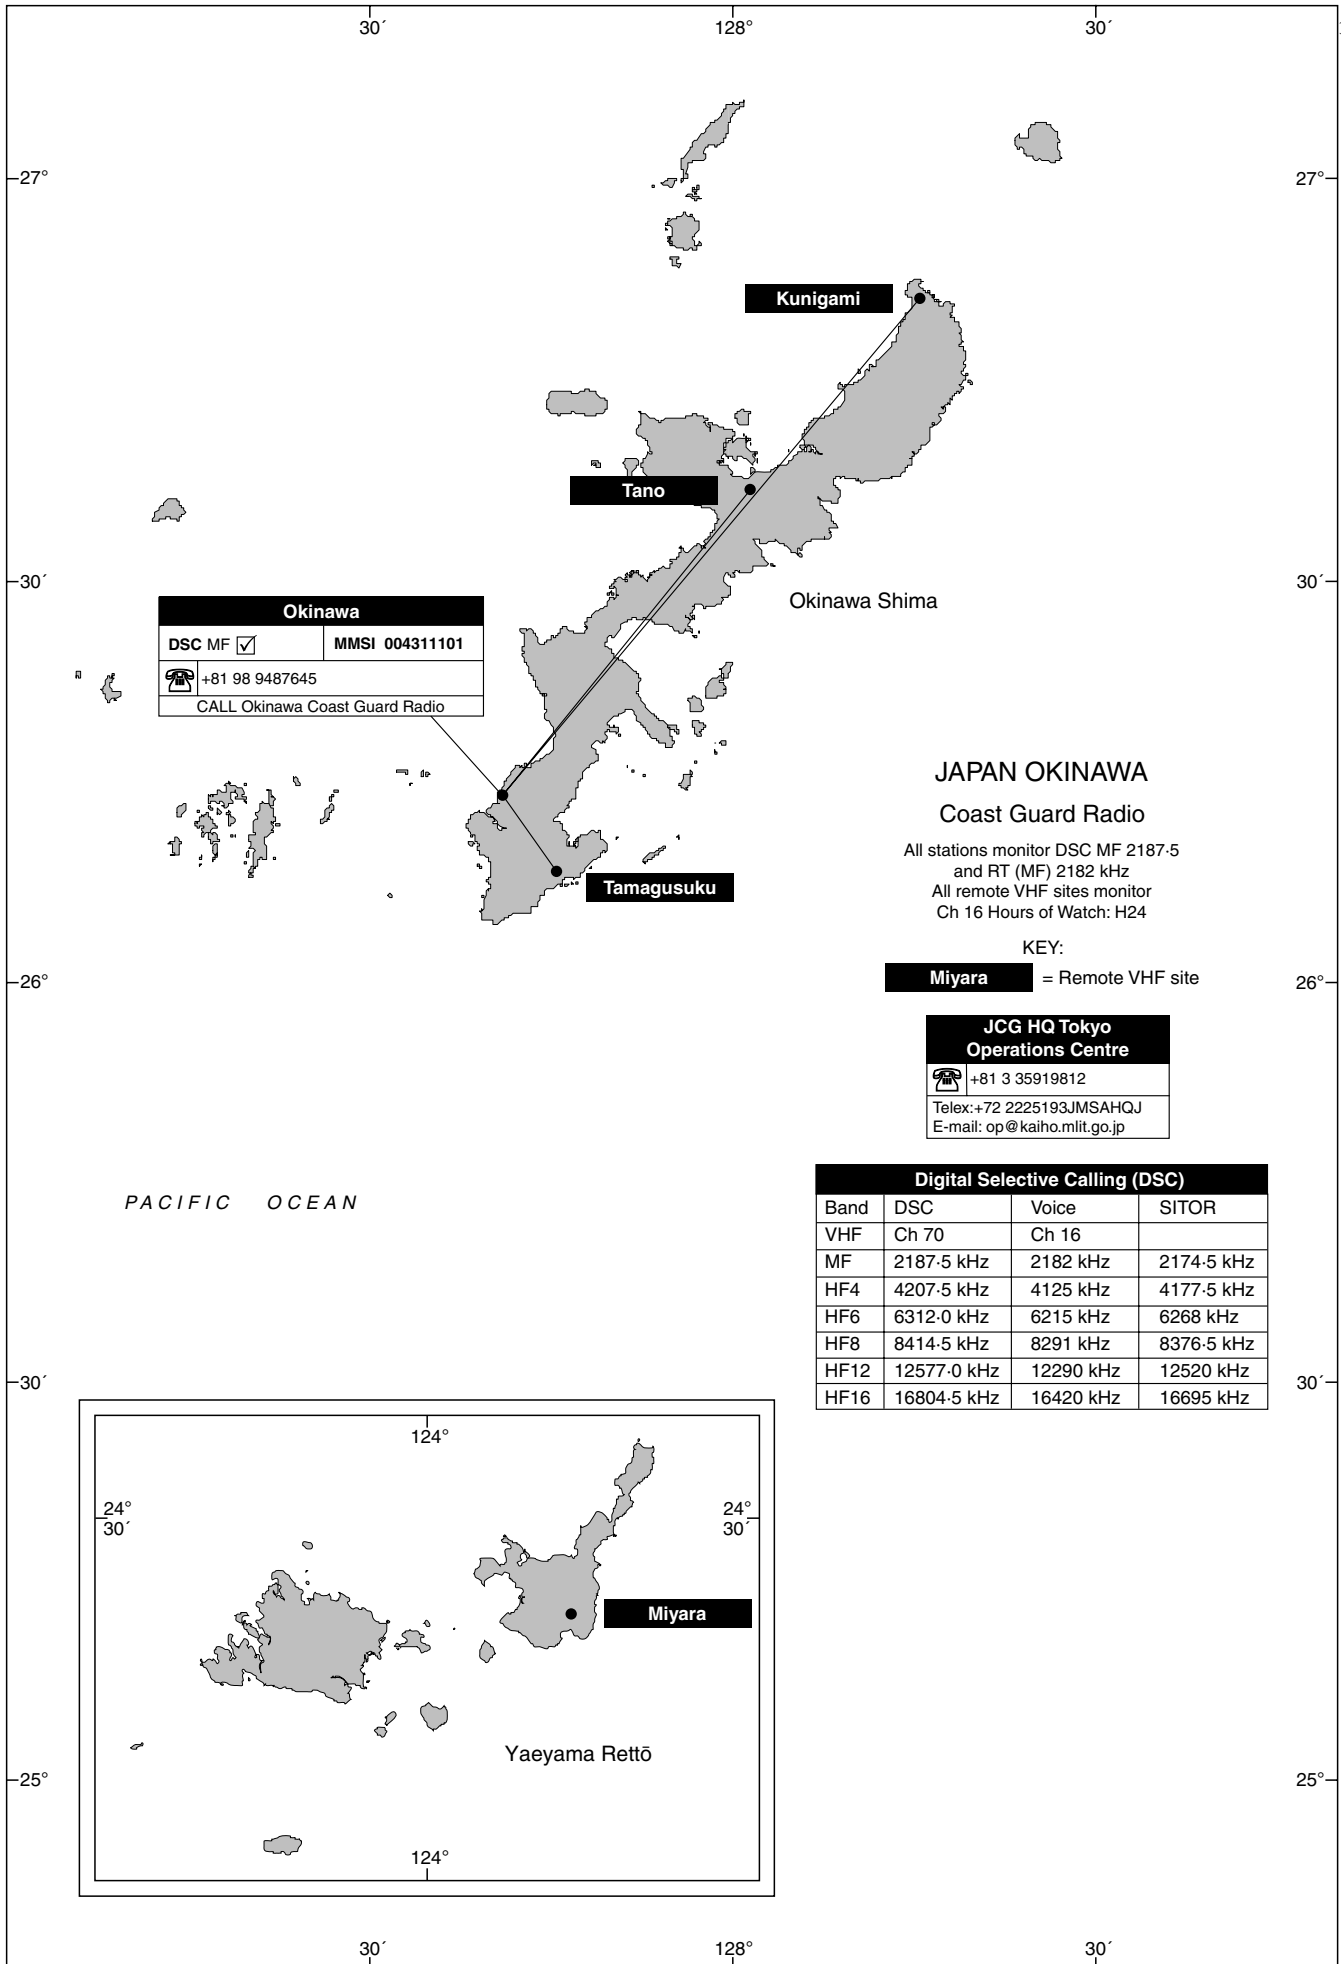 30´ 128° 30´
27° 27°
Kunigami
Tano
30´ 30´
Okinawa Shima
Okinawa
DSC MF ☑ MMSI 004311101
+81 98 9487645
CALL Okinawa Coast Guard Radio
JAPAN OKINAWA
Coast Guard Radio
All stations monitor DSC MF 2187·5
and RT (MF) 2182 kHz
All remote VHF sites monitor
Ch 16 Hours of Watch: H24
Tamagusuku
KEY:
Miyara = Remote VHF site
26° 26°
JCG HQ Tokyo
Operations Centre
+81 3 35919812
Telex:+72 2225193JMSAHQJ
E-mail: op@kaiho.mlit.go.jp
PACIFIC OCEAN
Digital Selective Calling (DSC)
Band DSC Voice SITOR
VHF Ch 70 Ch 16
MF 2187·5 kHz 2182 kHz 2174·5 kHz
HF4 4207·5 kHz 4125 kHz 4177·5 kHz
HF6 6312·0 kHz 6215 kHz 6268 kHz
HF8 8414·5 kHz 8291 kHz 8376·5 kHz
HF12 12577·0 kHz 12290 kHz 12520 kHz
HF16 16804·5 kHz 16420 kHz 16695 kHz
30´ 30´
124°
24° 24°
30´ 30´
Miyara
Yaeyama Rettō
25° 25°
124°
30´ 128° 30´